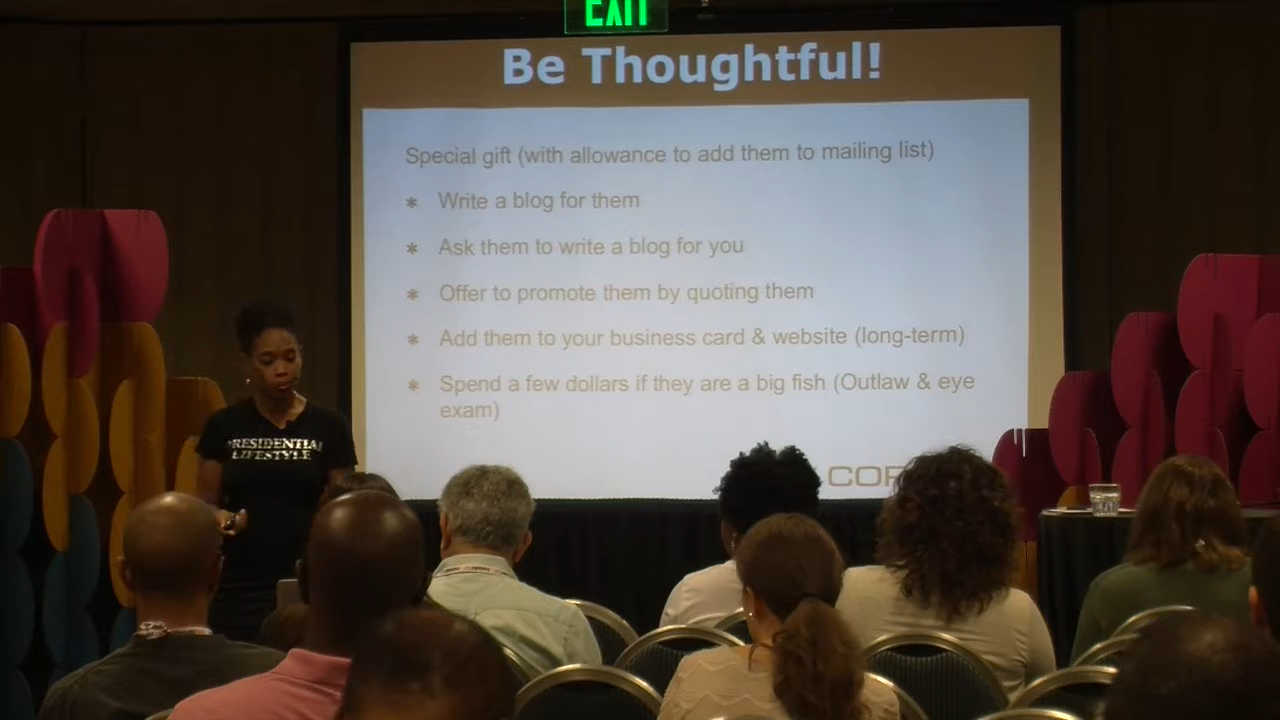 EXIT
Be Thoughtful!
Special gift (with allowance to add them to mailing list)
* Write a blog for them
* Ask them to write a blog for you
* Offer to promote them by quoting them
* Add them to your business card & website (long-term)
* Spend a few dollars if they are a big fish (Outlaw & eye
exam)
PRESIDENTIAL
LIFESTYLE